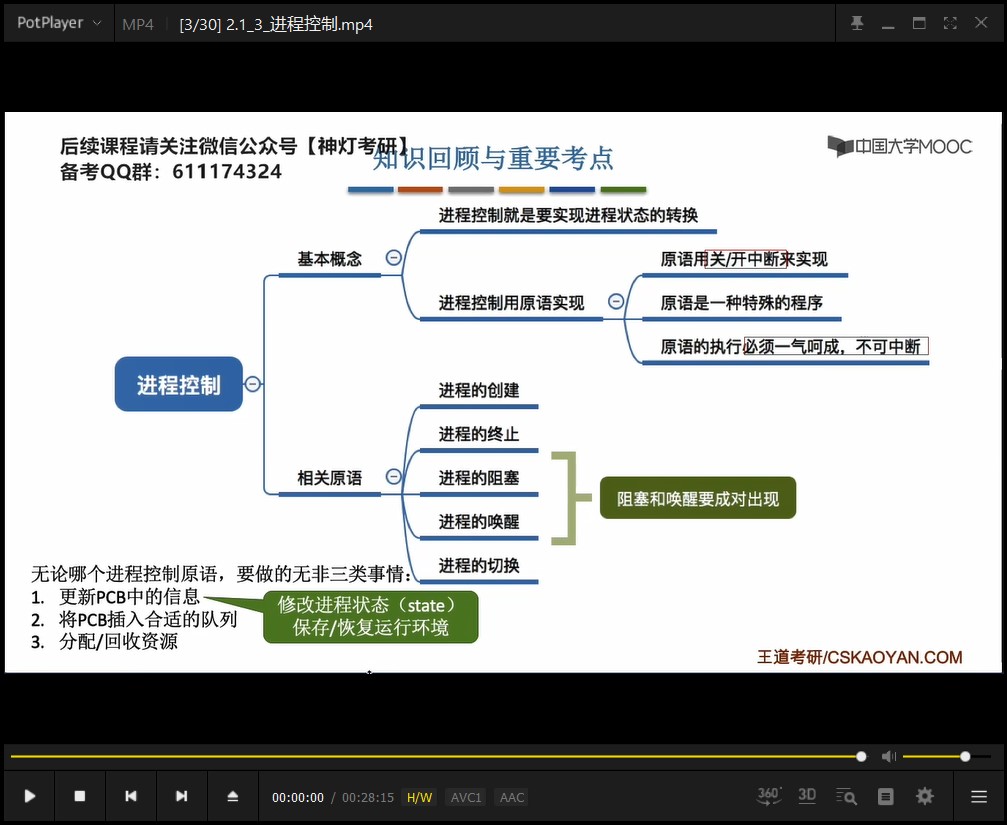 PotPlayer
MP4
[3/30] 2.1_3_进程控制.mp4
后续课程请关注微信公众号【神灯考研】
备考QQ群：611174324
知识回顾与重要考点
中国大学MOOC
进程控制就是要实现进程状态的转换
基本概念
原语用关/开中断来实现
进程控制用原语实现
原语是一种特殊的程序
原语的执行必须一气呵成，不可中断
进程控制
进程的创建
进程的终止
相关原语
进程的阻塞
阻塞和唤醒要成对出现
进程的唤醒
进程的切换
无论哪个进程控制原语，要做的无非三类事情：
1. 更新PCB中的信息
2. 将PCB插入合适的队列
3. 分配/回收资源
修改进程状态（state）
保存/恢复运行环境
王道考研/CSKAOYAN.COM
00:00:00 / 00:28:15 H/W AVC1 AAC
360° 3D